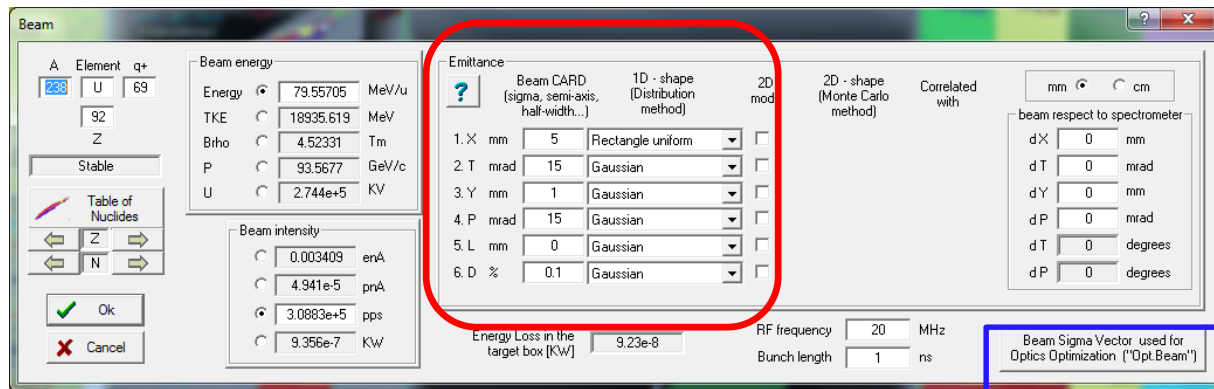 Beam
? X
A Element q+
238 U 69
92
Z
Stable
Table of
Nuclides
Z
N
Ok
Cancel
Beam energy
Energy 79.55705 MeV/u
TKE 18935.619 MeV
Brho 4.52331 Tm
P 93.5677 GeV/c
U 2.744e+5 KV
Beam intensity
0.003409 enA
4.941e-5 pnA
3.0883e+5 pps
9.356e-7 KW
Emittance
?
Beam CARD
(sigma, semi-axis,
half-width...)
1D - shape
(Distribution
method)
2D
mod
2D - shape
(Monte Carlo
method)
Correlated
with
1. X mm 5 Rectangle uniform
2. T mrad 15 Gaussian
3. Y mm 1 Gaussian
4. P mrad 15 Gaussian
5. L mm 0 Gaussian
6. D % 0.1 Gaussian
mm cm
beam respect to spectrometer
dX 0 mm
dT 0 mrad
dY 0 mm
dP 0 mrad
dT 0 degrees
dP 0 degrees
Energy Loss in the
target box [KW] 9.23e-8
RF frequency 20 MHz
Bunch length 1 ns
Beam Sigma Vector used for
Optics Optimization ("Opt.Beam")